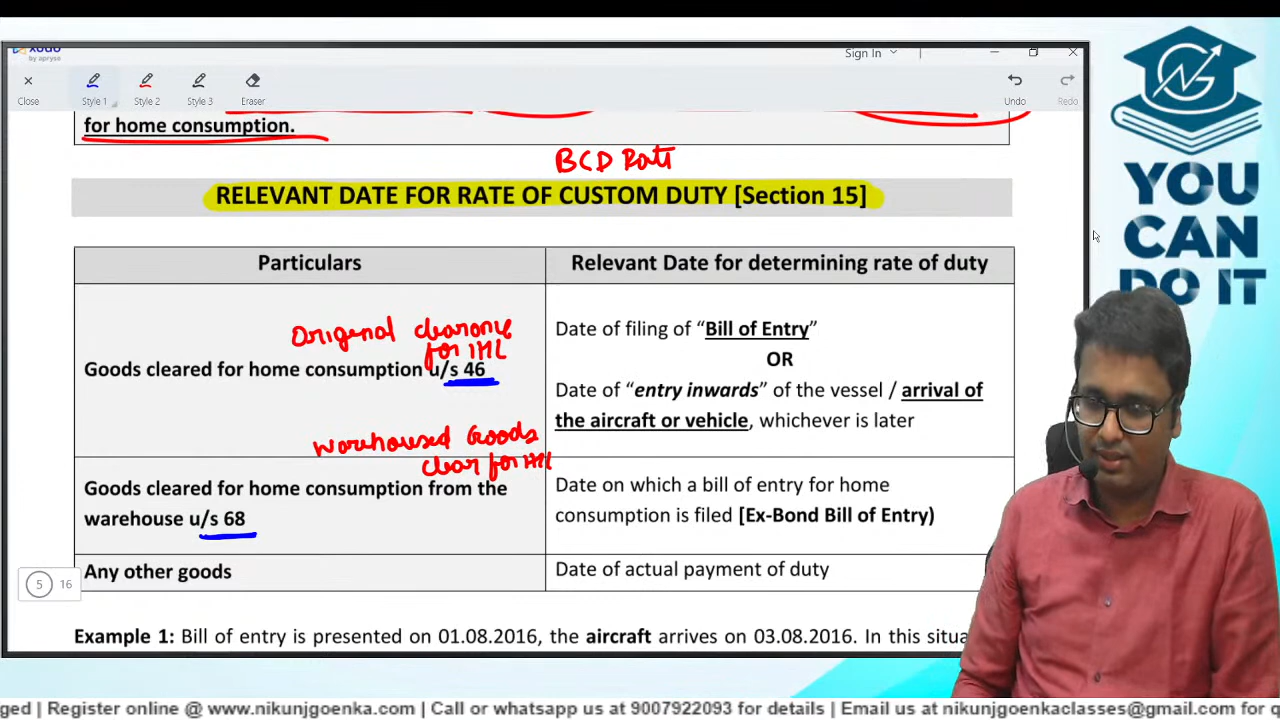 xodo
by apryse
Sign In
Close
Style 1
Style 2
Style 3
Eraser
Undo
Redo
for home consumption.
BCD Rate
RELEVANT DATE FOR RATE OF CUSTOM DUTY [Section 15]
Particulars
Relevant Date for determining rate of duty
Original clearance
for IHC
Goods cleared for home consumption u/s 46
Date of filing of “Bill of Entry”
OR
Date of “entry inwards” of the vessel / arrival of
the aircraft or vehicle, whichever is later
Warehoused Goods
clear for
Goods cleared for home consumption from the
warehouse u/s 68
Date on which a bill of entry for home
consumption is filed [Ex-Bond Bill of Entry)
Any other goods
Date of actual payment of duty
5 16
Example 1: Bill of entry is presented on 01.08.2016, the aircraft arrives on 03.08.2016. In this situa
NG
YOU
CAN
DO IT
ged | Register online @ www.nikunjgoenka.com | Call or whatsapp us at 9007922093 for details | Email us at nikunjgoenkaclasses@gmail.com for q